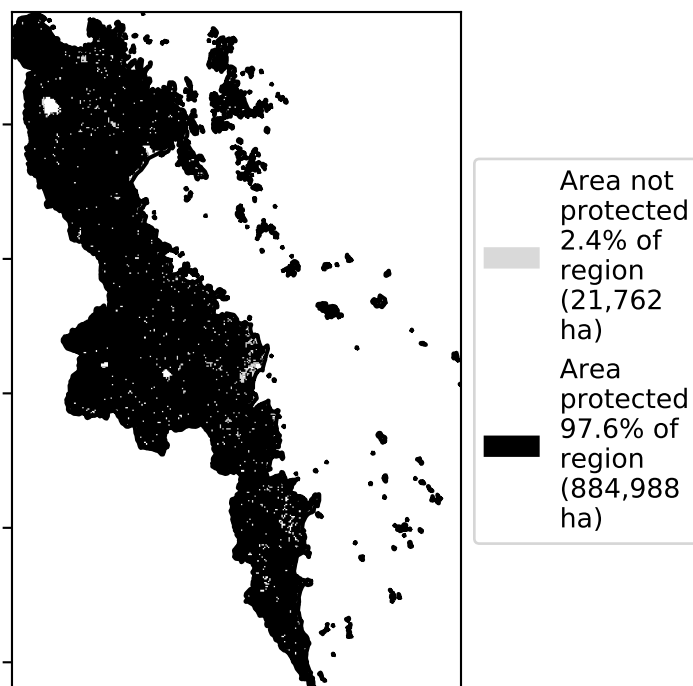 Area not
protected
2.4% of
region
(21,762
ha)
Area
protected
97.6% of
region
(884,988
ha)